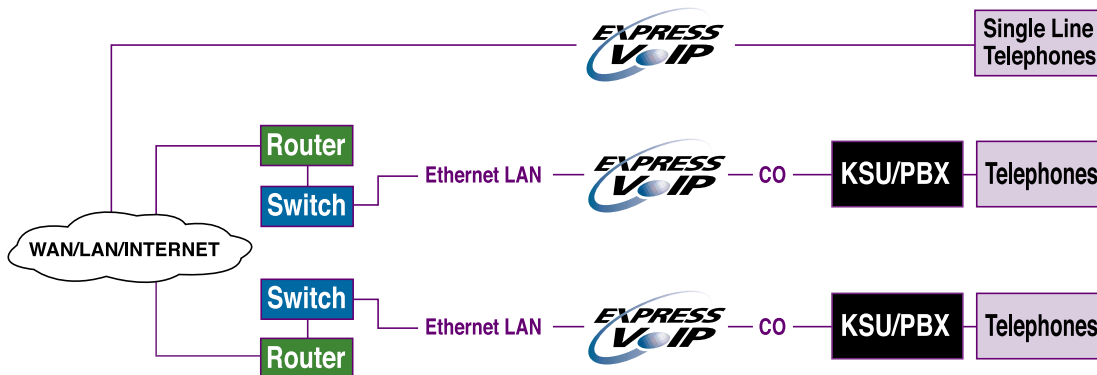 EXPRESS
VOIP
Single Line
Telephones
Router
Switch
Ethernet LAN
EXPRESS
VOIP
CO
KSU/PBX
Telephones
WAN/LAN/INTERNET
Switch
Router
Ethernet LAN
EXPRESS
VOIP
CO
KSU/PBX
Telephones